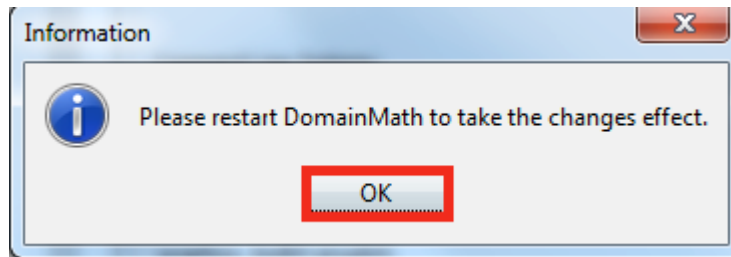 Information
Please restart DomainMath to take the changes effect.
OK